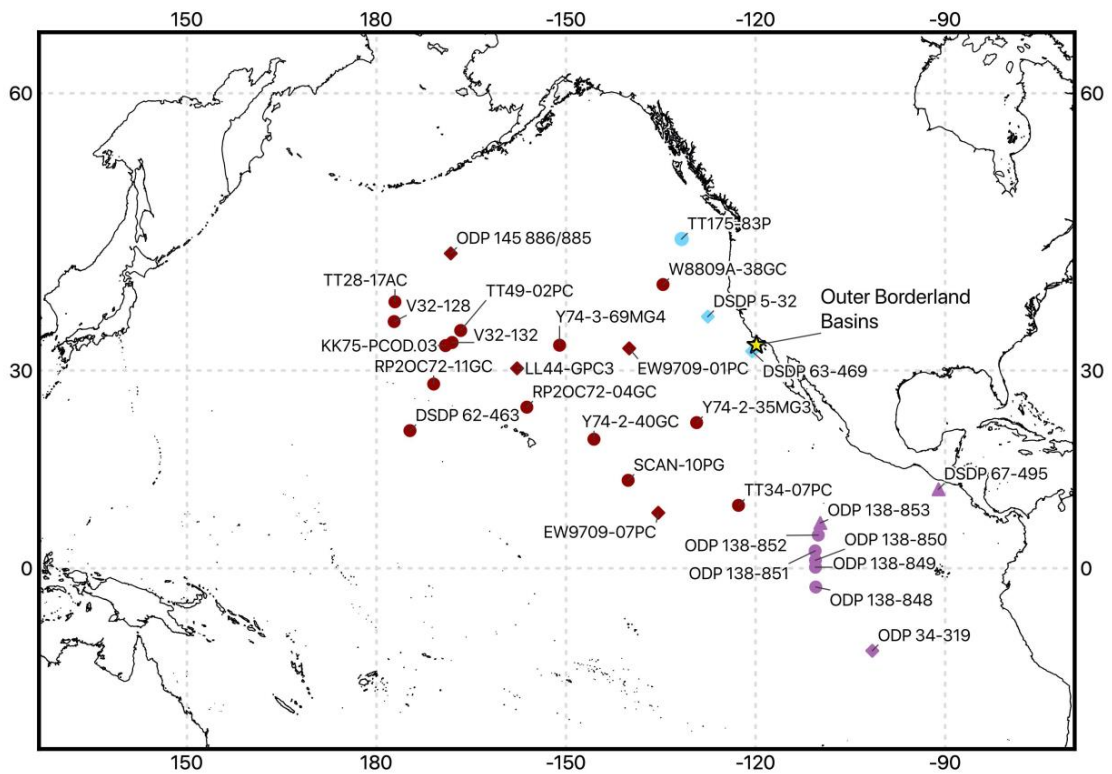 150 180 -150 -120 -90
60 60
TT175-83P
ODP 145 886/885
W8809A-38GC
TT28-17AC
TT49-02PC
DSDP 5-32
Outer Borderland
Basins
V32-128
Y74-3-69MG4
V32-132
KK75-PCOD.03
RP2OC72-11GC
LL44-GPC3
EW9709-01PC
DSDP 63-469
30 30
RP2OC72-04GC
DSDP 62-463
Y74-2-40GC
Y74-2-35MG3
SCAN-10PG
DSDP 67-495
TT34-07PC
ODP 138-853
EW9709-07PC
ODP 138-852
ODP 138-850
ODP 138-851
ODP 138-849
0 0
ODP 138-848
ODP 34-319
150 180 -150 -120 -90